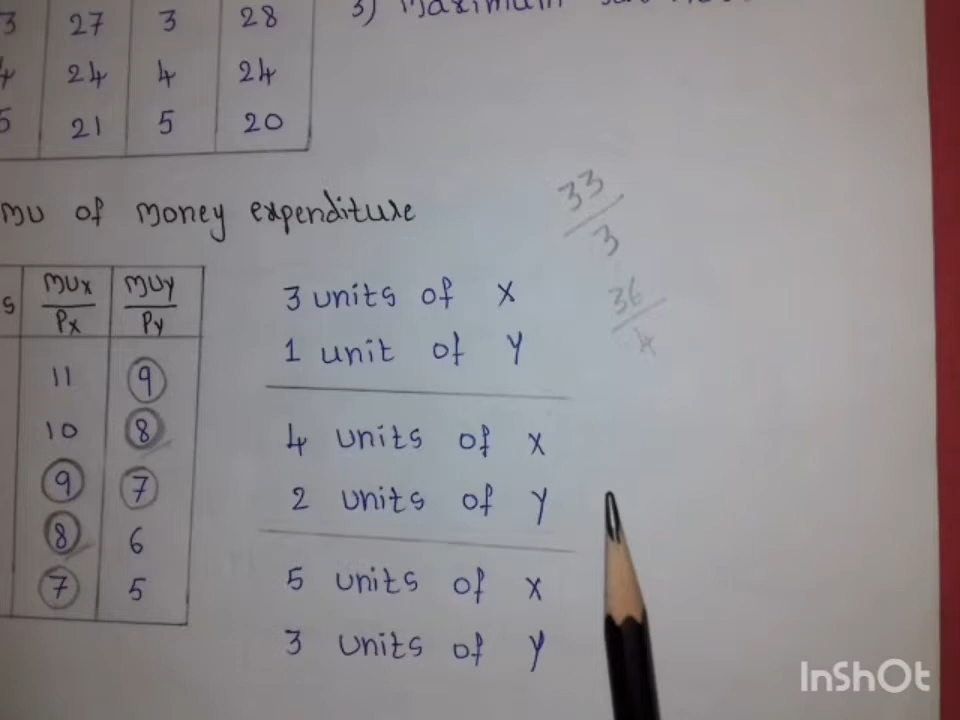 3 27 3 28
4 24 4 24
5 21 5 20
3) Maximum
MU of Money expenditure
33/3
36/4
s MUx/Px MUy/Py
11 9
10 8
9 7
8 6
7 5
3 units of X
1 unit of Y
4 units of X
2 units of Y
5 units of X
3 units of Y
InShOt